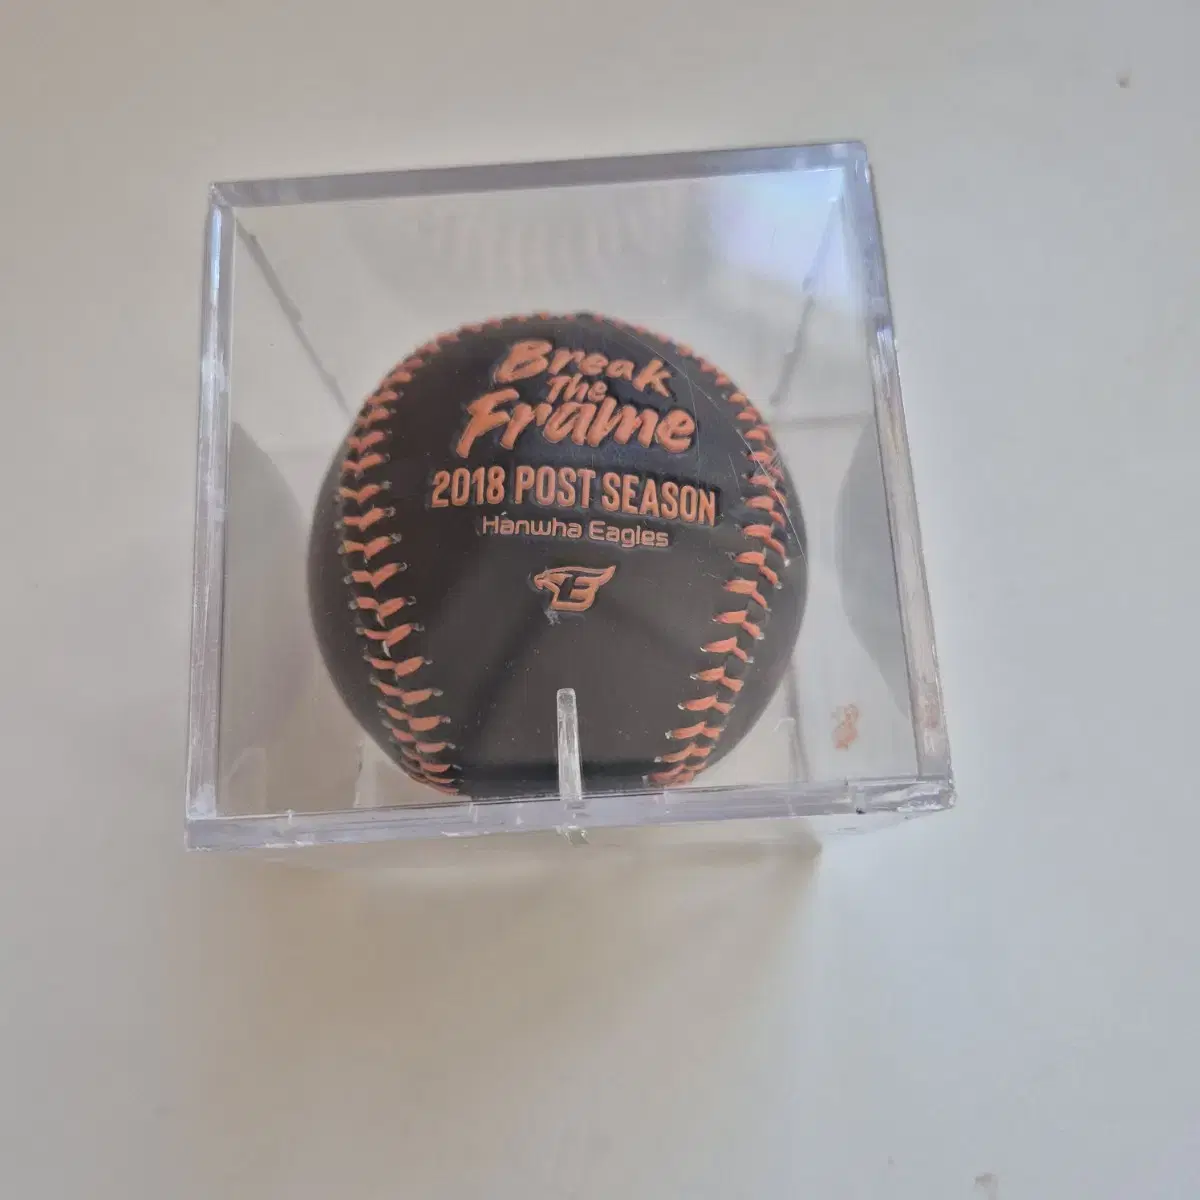 Break
The
Frame
2018 POST SEASON
Hanwha Eagles
E